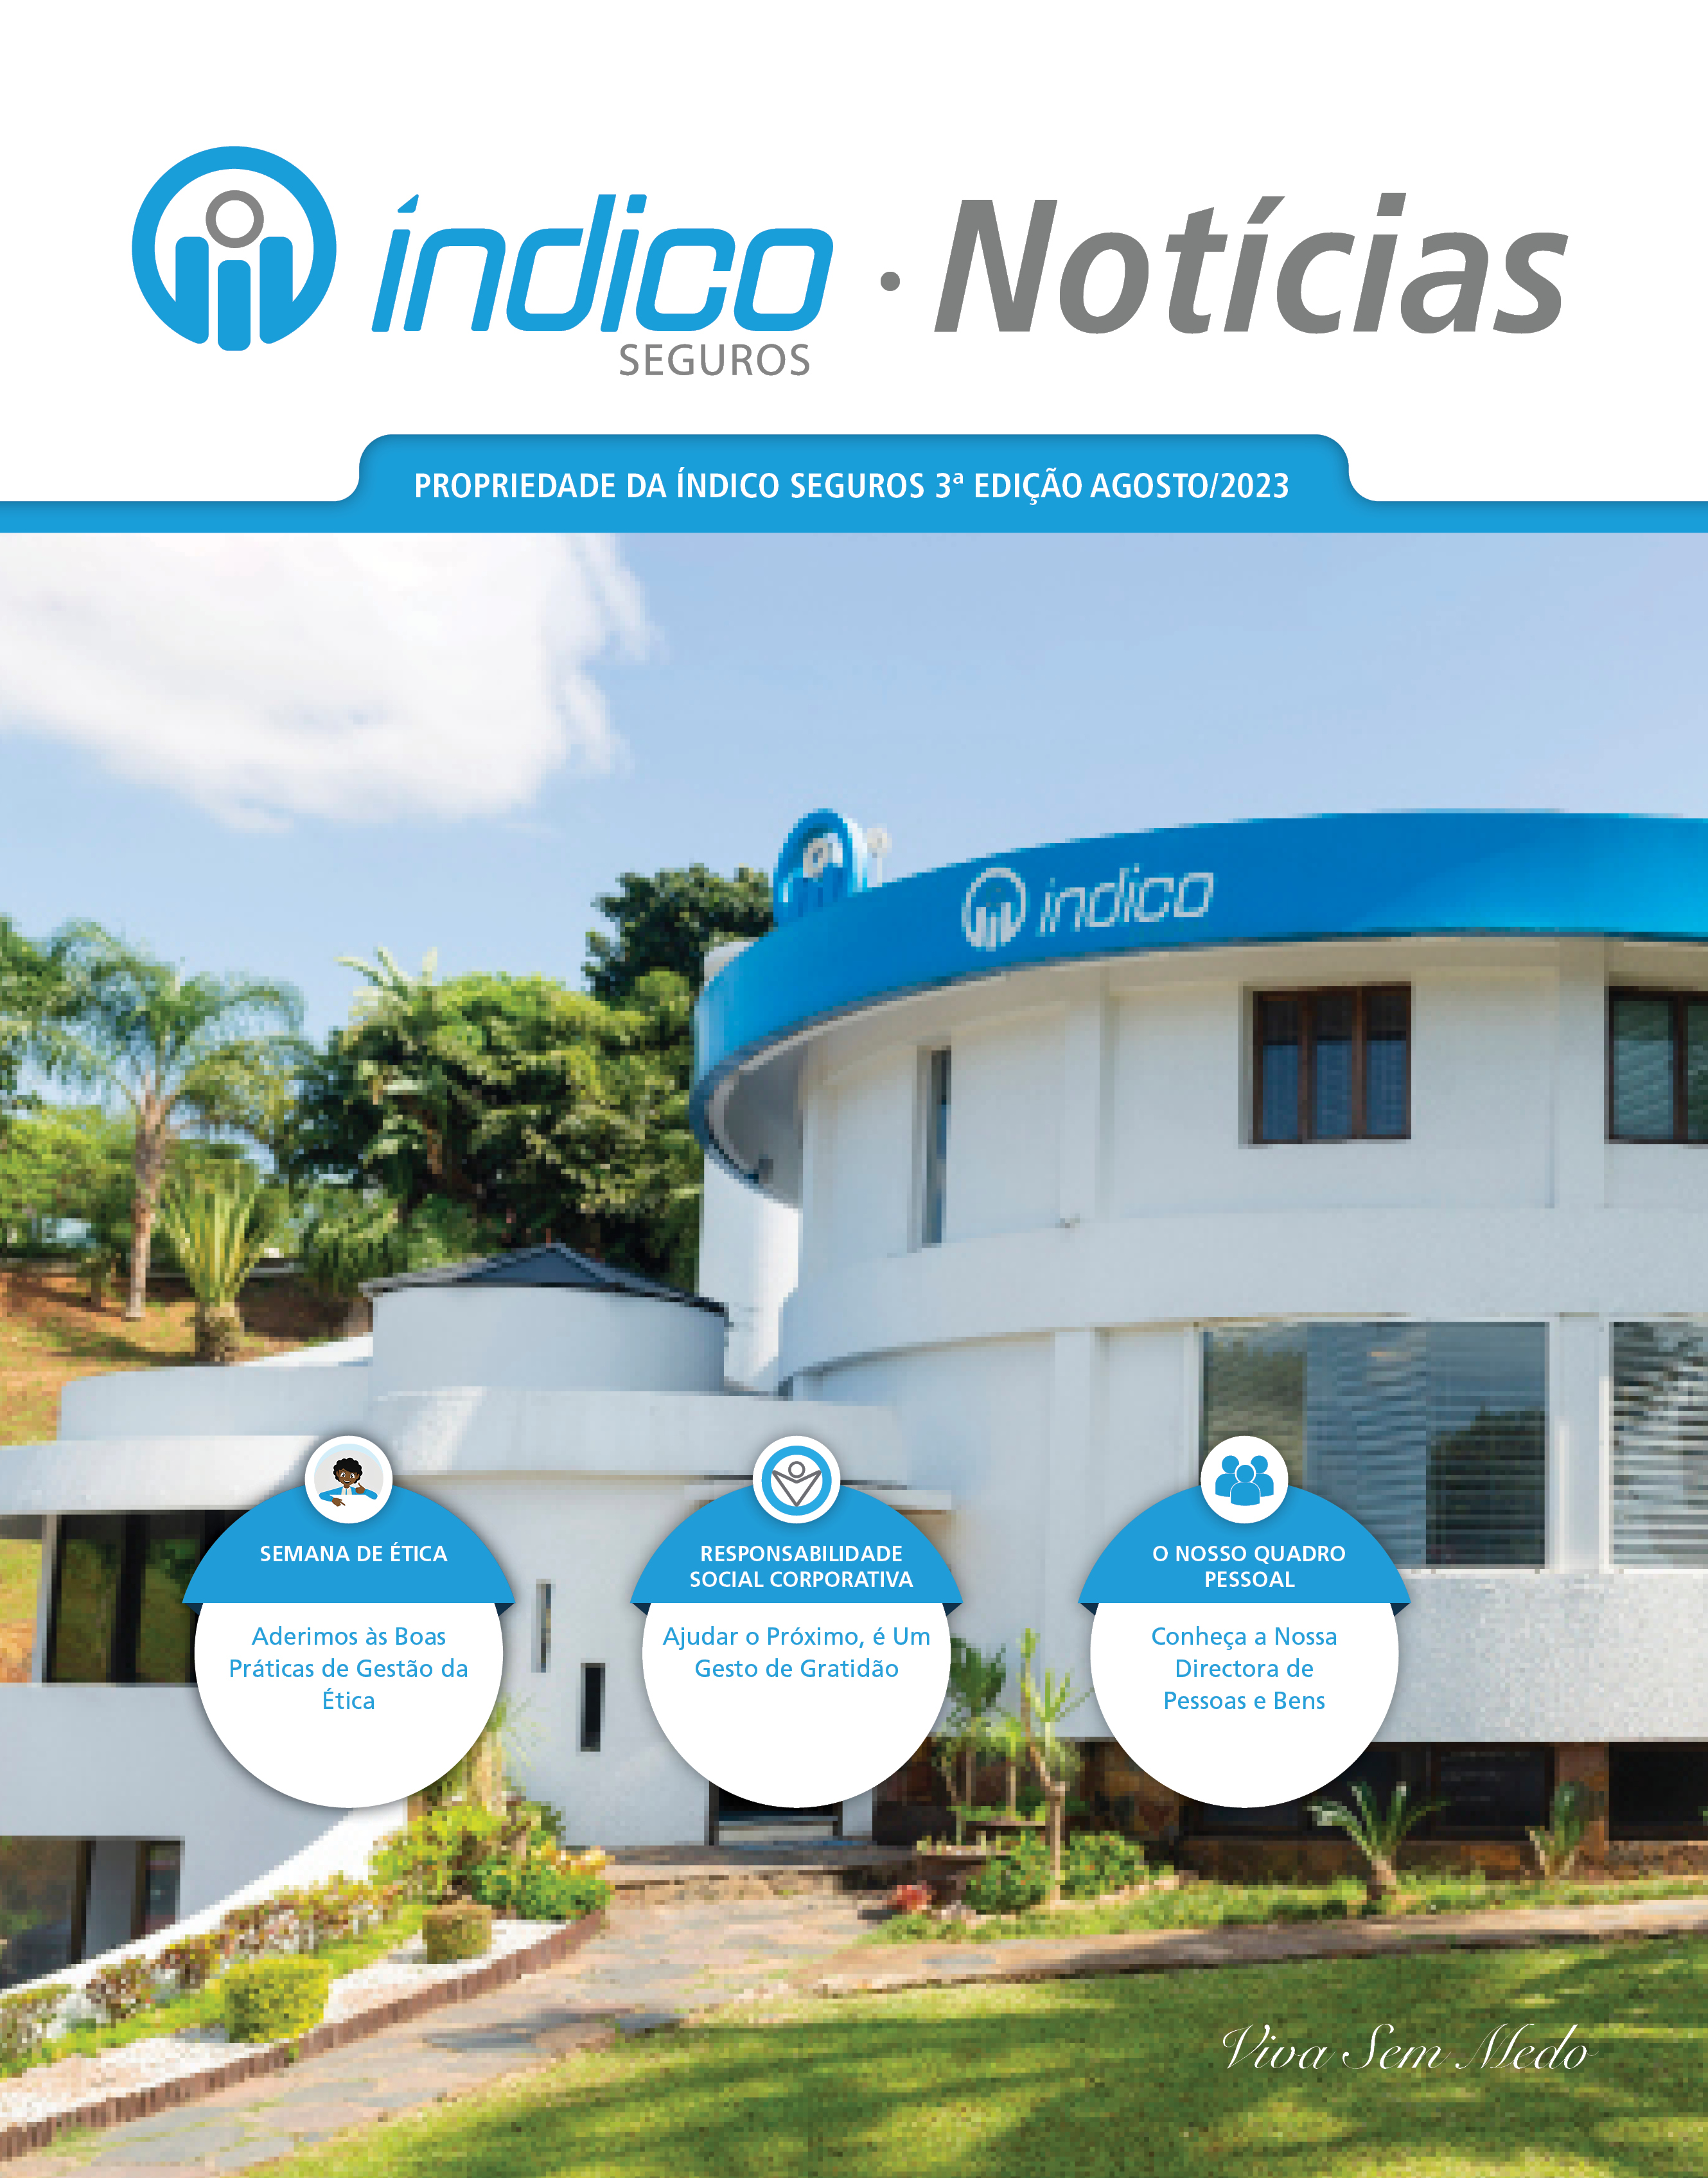 índico • Notícias
SEGUROS
PROPRIEDADE DA ÍNDICO SEGUROS 3ª EDIÇÃO AGOSTO/2023
índico
SEMANA DE ÉTICA
Aderimos às Boas
Práticas de Gestão da
Ética
RESPONSABILIDADE
SOCIAL CORPORATIVA
Ajudar o Próximo, é Um
Gesto de Gratidão
O NOSSO QUADRO
PESSOAL
Conheça a Nossa
Directora de
Pessoas e Bens
Viva Sem Medo